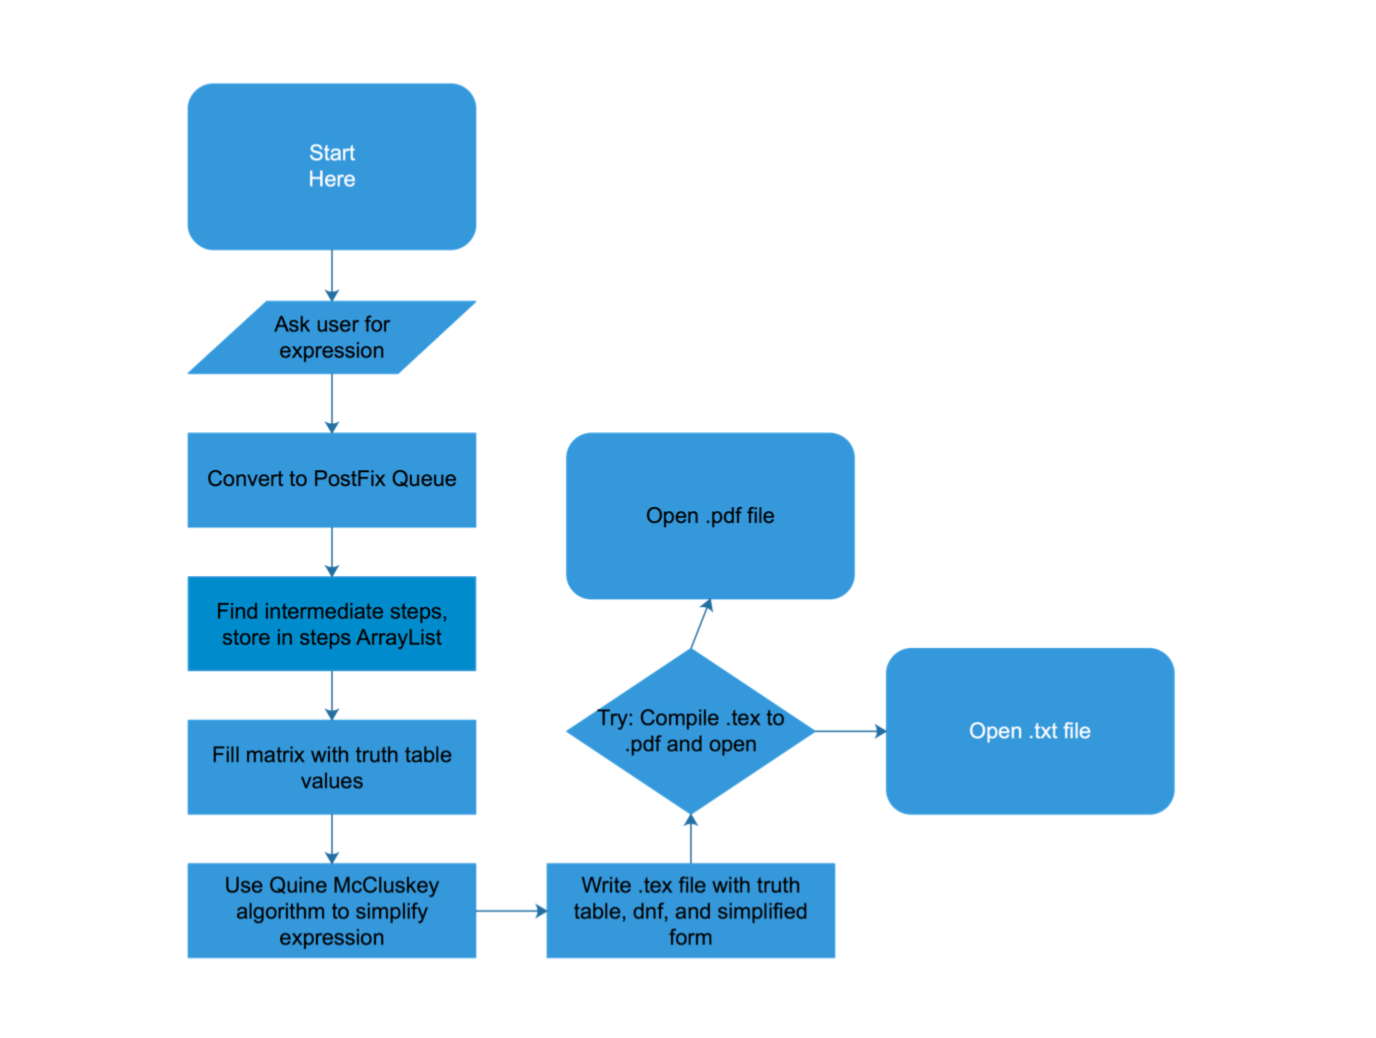 Start
Here
Ask user for
expression
Convert to PostFix Queue
Find intermediate steps,
store in steps ArrayList
Fill matrix with truth table
values
Use Quine McCluskey
algorithm to simplify
expression
Write .tex file with truth
table, dnf, and simplified
form
Try: Compile .tex to
.pdf and open
Open .pdf file
Open .txt file